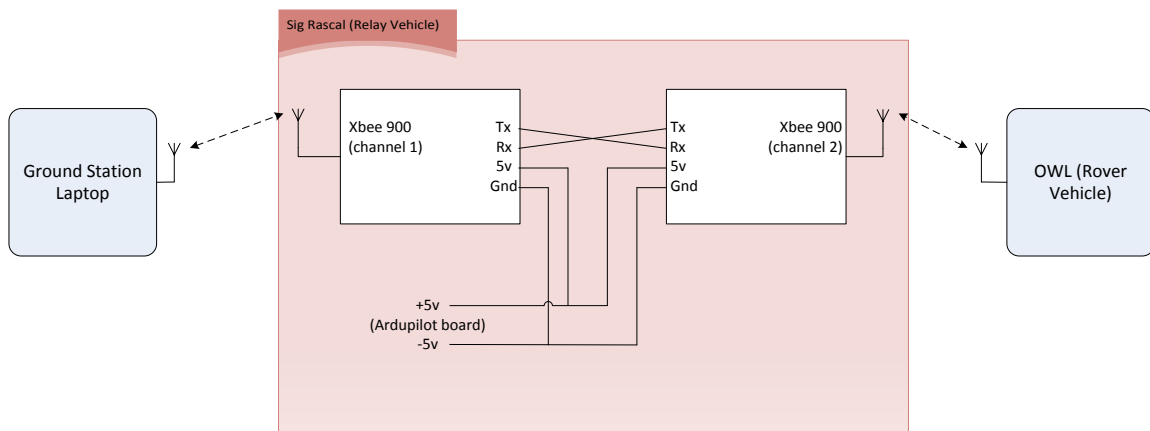 Sig Rascal (Relay Vehicle)
Ground Station
Laptop
Xbee 900
(channel 1)
Tx
Rx
5v
Gnd
Tx
Rx
5v
Gnd
Xbee 900
(channel 2)
OWL (Rover
Vehicle)
+5v
(Ardupilot board)
-5v